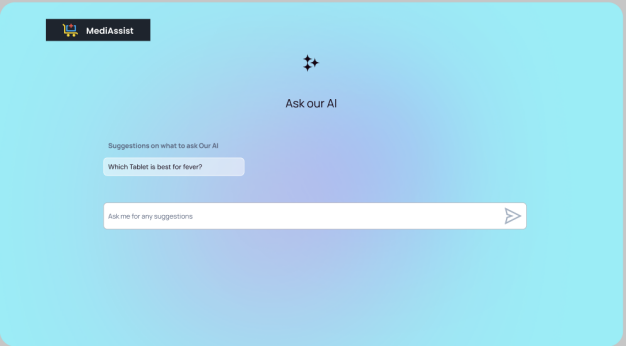 MediAssist
Ask our AI
Suggestions on what to ask Our AI
Which Tablet is best for fever?
Ask me for any suggestions